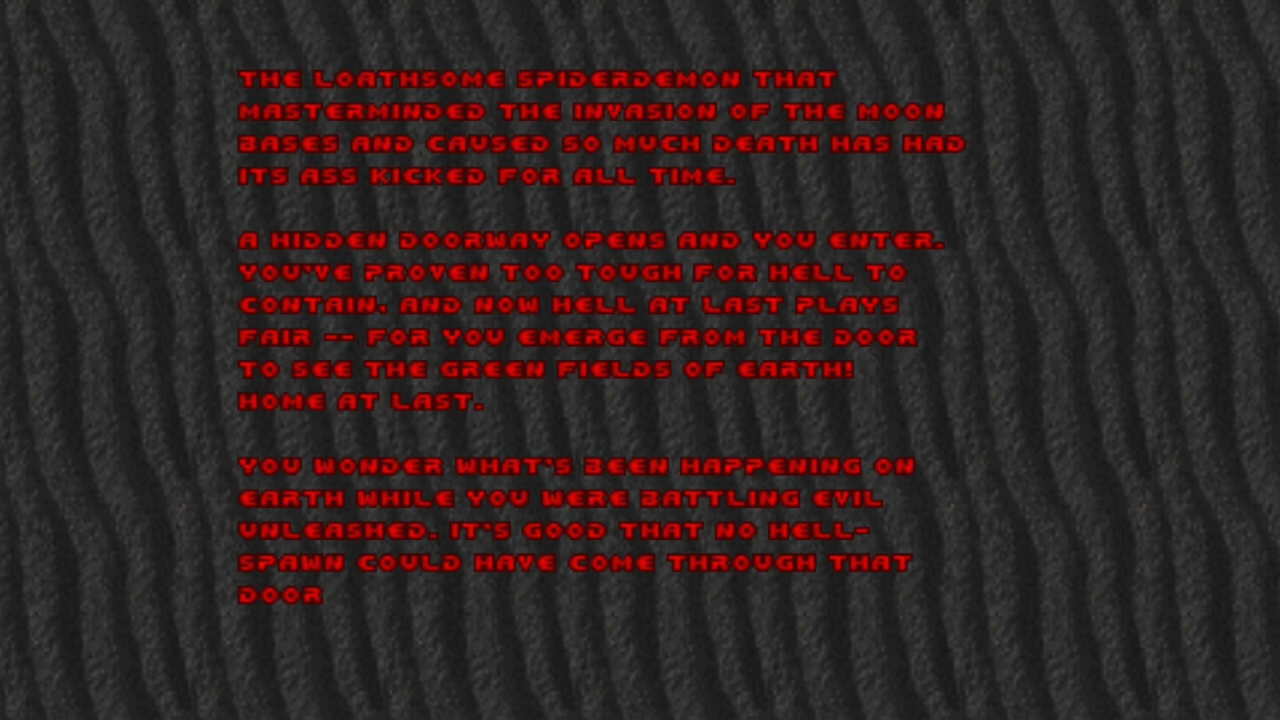 THE LOATHSOME SPIDERDEMON THAT
MASTERMINDED THE INVASION OF THE MOON
BASES AND CAUSED SO MUCH DEATH HAS HAD
ITS ASS KICKED FOR ALL TIME.
A HIDDEN DOORWAY OPENS AND YOU ENTER.
YOU'VE PROVEN TOO TOUGH FOR HELL TO
CONTAIN, AND NOW HELL AT LAST PLAYS
FAIR -- FOR YOU EMERGE FROM THE DOOR
TO SEE THE GREEN FIELDS OF EARTH!
HOME AT LAST.
YOU WONDER WHAT'S BEEN HAPPENING ON
EARTH WHILE YOU WERE BATTLING EVIL
UNLEASHED. IT'S GOOD THAT NO HELL-
SPAWN COULD HAVE COME THROUGH THAT
DOOR